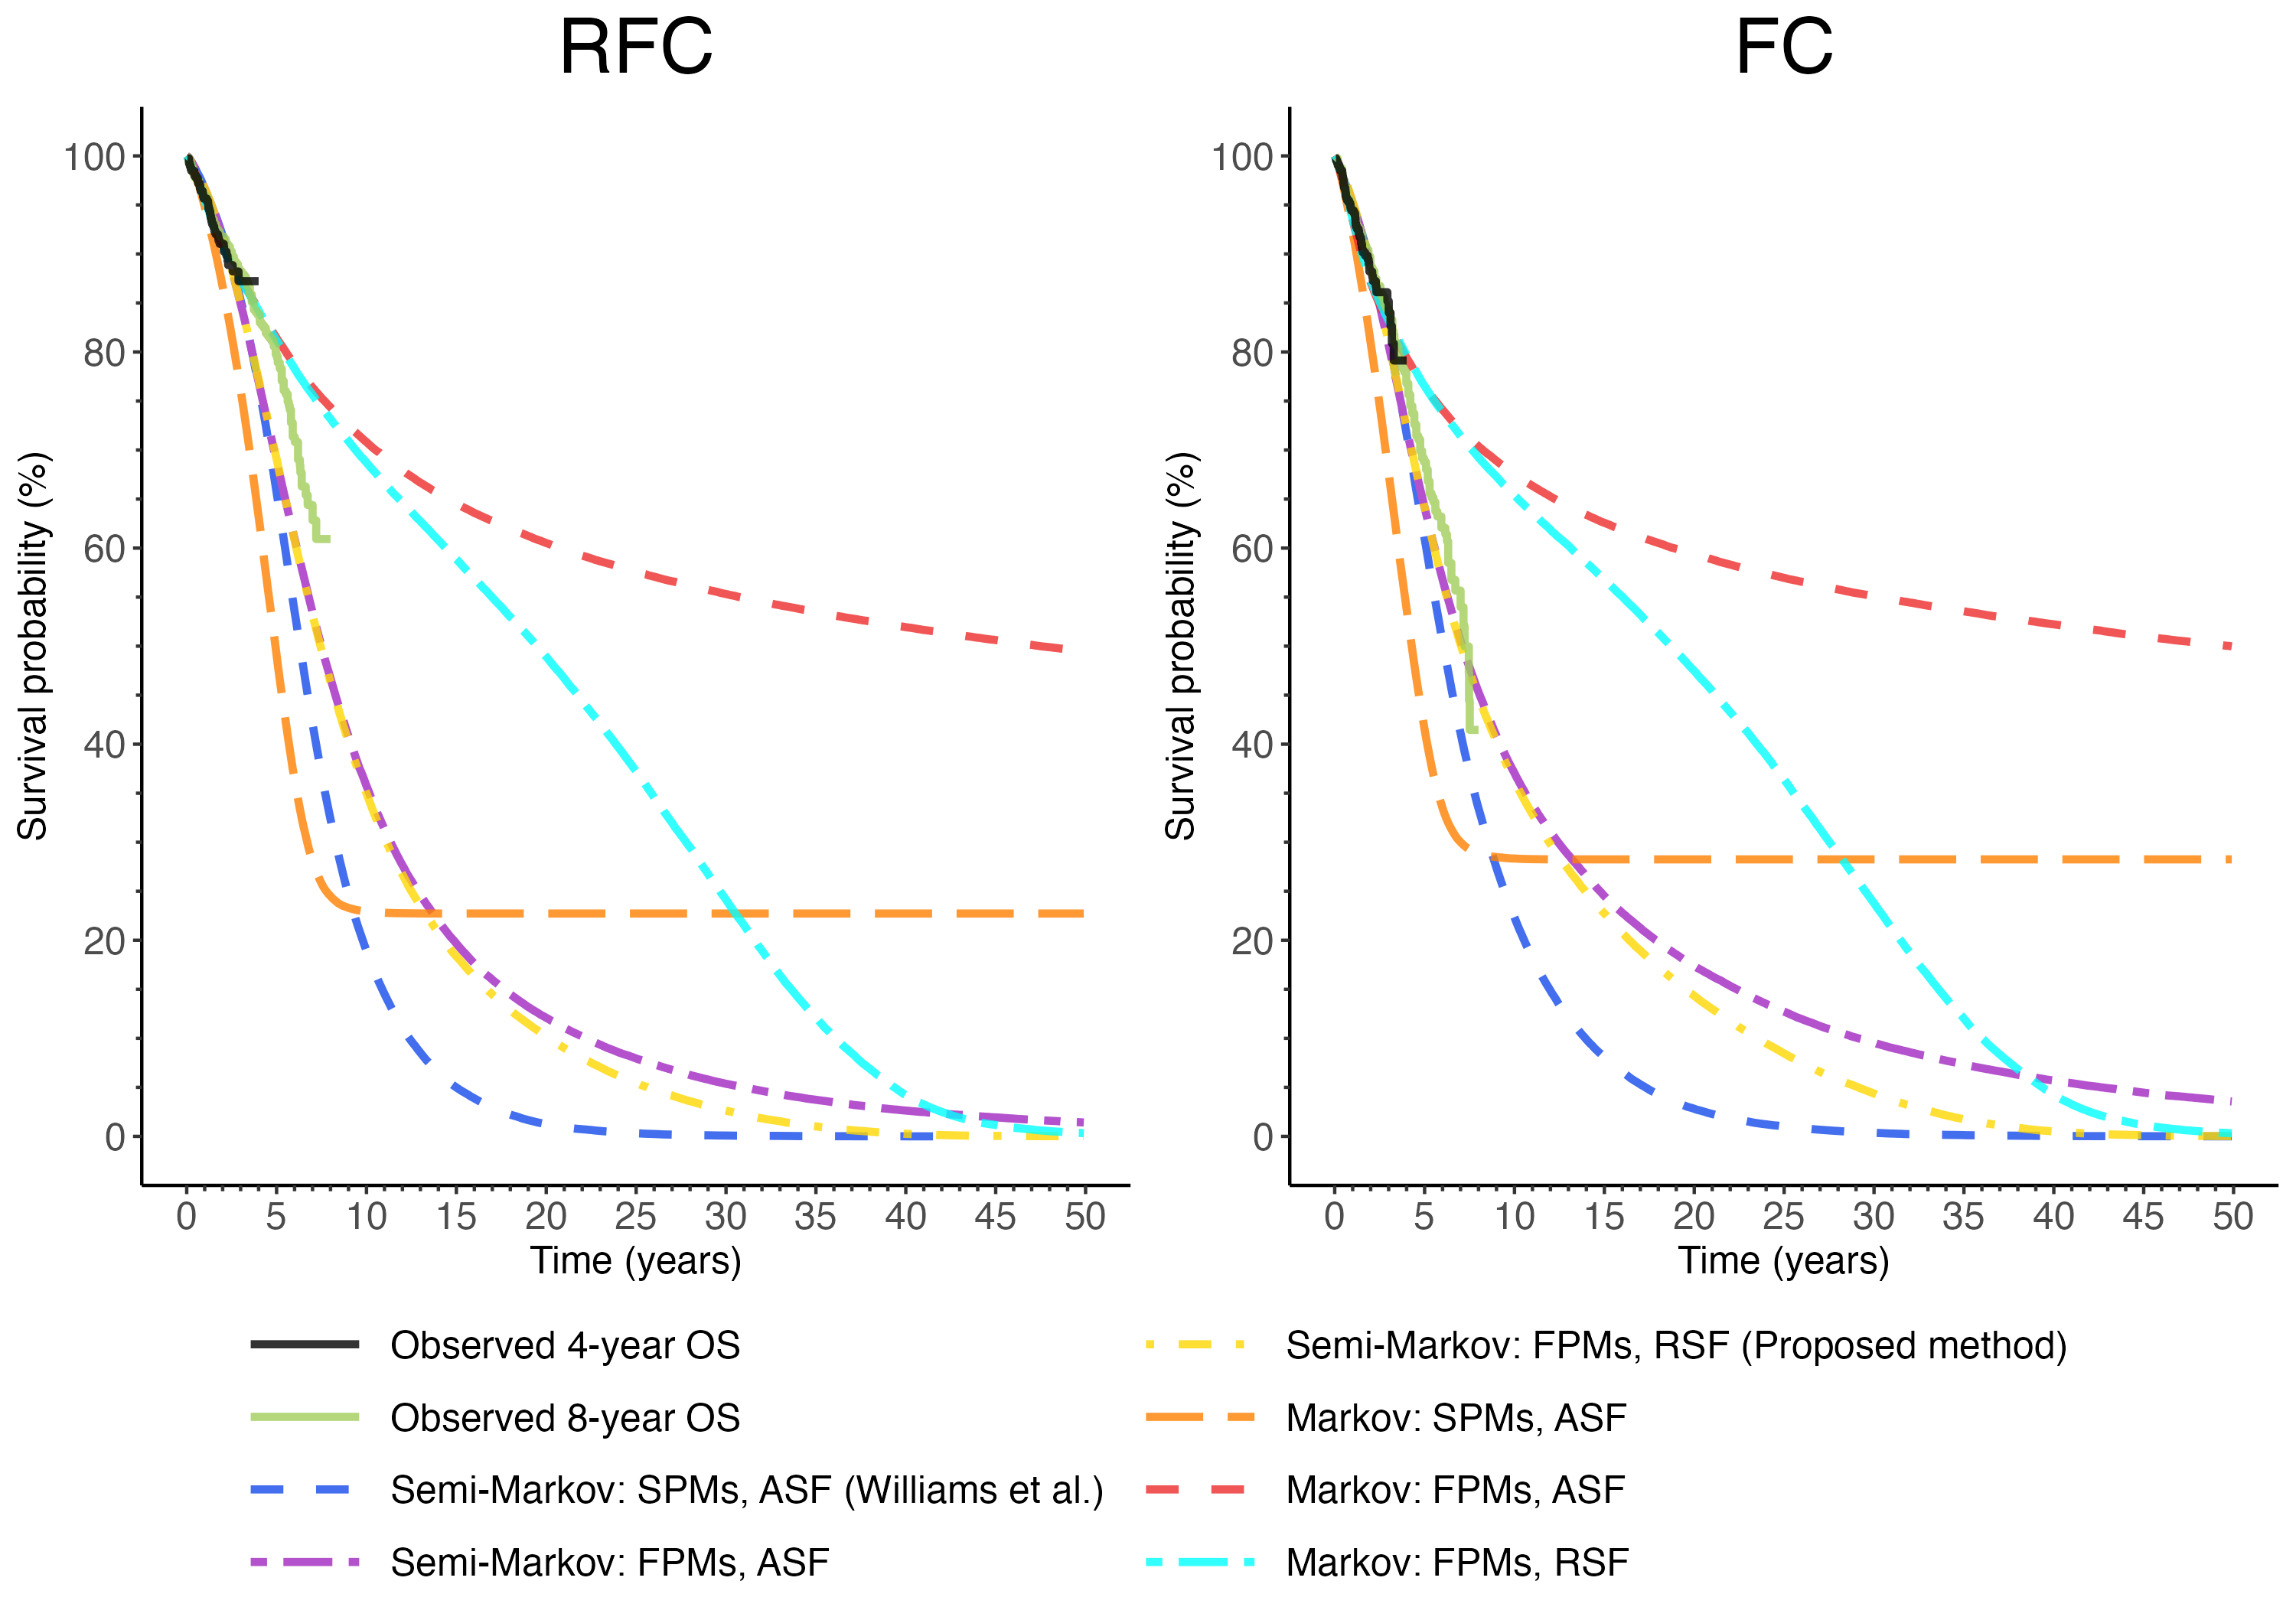 RFC
FC
Survival probability (%)
100
80
60
40
20
0
0 5 10 15 20 25 30 35 40 45 50
Time (years)
Survival probability (%)
100
80
60
40
20
0
0 5 10 15 20 25 30 35 40 45 50
Time (years)
Observed 4-year OS
Observed 8-year OS
Semi-Markov: SPMs, ASF (Williams et al.)
Semi-Markov: FPMs, ASF
Semi-Markov: FPMs, RSF (Proposed method)
Markov: SPMs, ASF
Markov: FPMs, ASF
Markov: FPMs, RSF